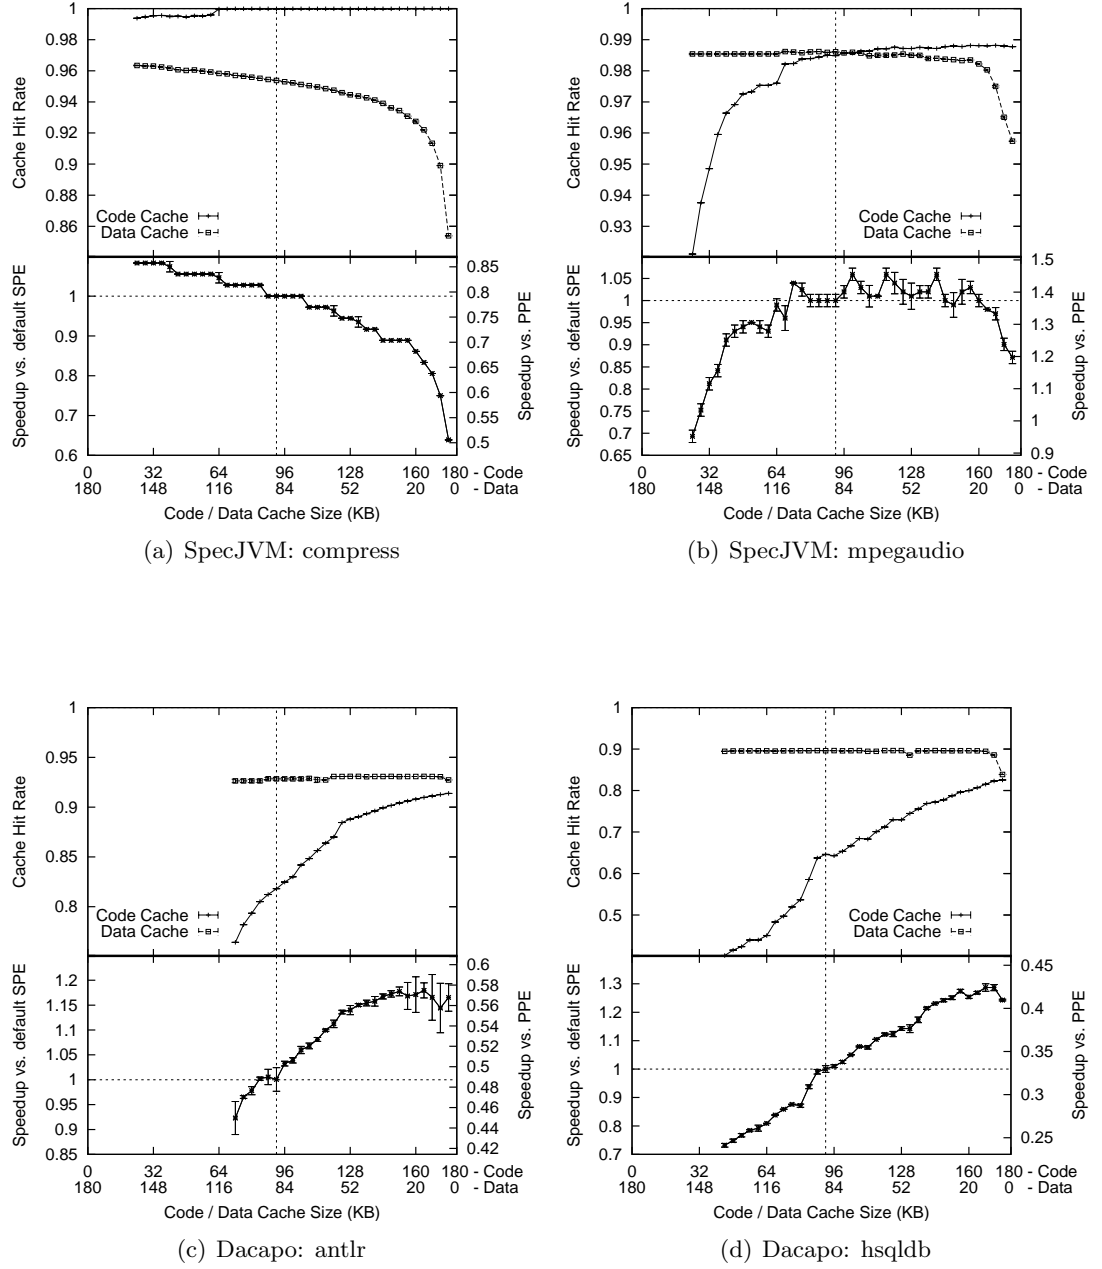 1
0.98
0.96
0.94
0.92
0.9
0.88
0.86
Cache Hit Rate
Code Cache
Data Cache
1
0.9
0.8
0.7
0.6
Speedup vs. default SPE
0.85
0.8
0.75
0.7
0.65
0.6
0.55
0.5
Speedup vs. PPE
0 32 64 96 128 160 180 - Code
180 148 116 84 52 20 0 - Data
Code / Data Cache Size (KB)
(a) SpecJVM: compress
1
0.99
0.98
0.97
0.96
0.95
0.94
0.93
Cache Hit Rate
Code Cache
Data Cache
1.05
1
0.95
0.9
0.85
0.8
0.75
0.7
0.65
Speedup vs. default SPE
1.5
1.4
1.3
1.2
1.1
1
0.9
Speedup vs. PPE
0 32 64 96 128 160 180 - Code
180 148 116 84 52 20 0 - Data
Code / Data Cache Size (KB)
(b) SpecJVM: mpegaudio
1
0.95
0.9
0.85
0.8
Cache Hit Rate
Code Cache
Data Cache
1.2
1.15
1.1
1.05
1
0.95
0.9
0.85
Speedup vs. default SPE
0.6
0.58
0.56
0.54
0.52
0.5
0.48
0.46
0.44
0.42
Speedup vs. PPE
0 32 64 96 128 160 180 - Code
180 148 116 84 52 20 0 - Data
Code / Data Cache Size (KB)
(c) Dacapo: antlr
1
0.9
0.8
0.7
0.6
0.5
Cache Hit Rate
Code Cache
Data Cache
1.3
1.2
1.1
1
0.9
0.8
0.7
Speedup vs. default SPE
0.45
0.4
0.35
0.3
0.25
Speedup vs. PPE
0 32 64 96 128 160 180 - Code
180 148 116 84 52 20 0 - Data
Code / Data Cache Size (KB)
(d) Dacapo: hsqldb